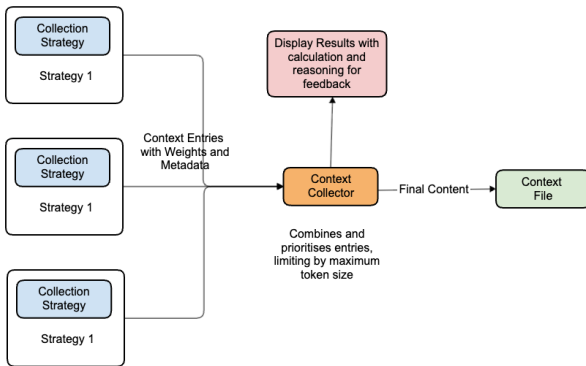 Collection
Strategy
Strategy 1
Collection
Strategy
Strategy 1
Collection
Strategy
Strategy 1
Context Entries
with Weights and
Metadata
Display Results with
calculation and
reasoning for
feedback
Context
Collector
Combines and
prioritises entries,
limiting by maximum
token size
Final Content
Context
File